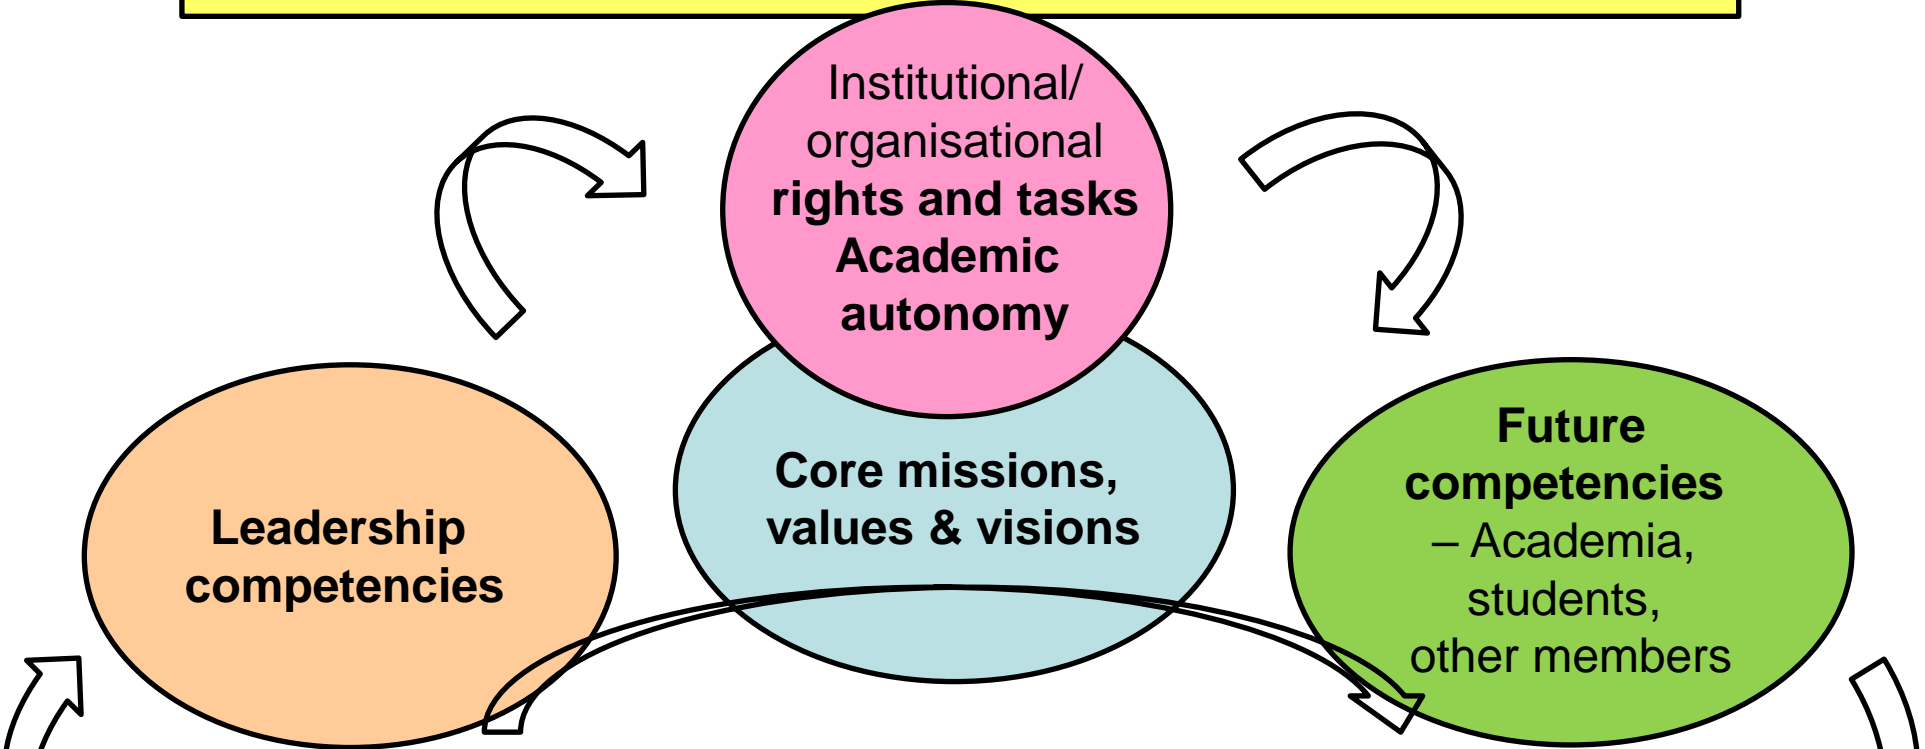 Institutional/
organisational
rights and tasks
Academic
autonomy
Core missions,
values & visions
Leadership
competencies
Future
competencies
– Academia,
students,
other members